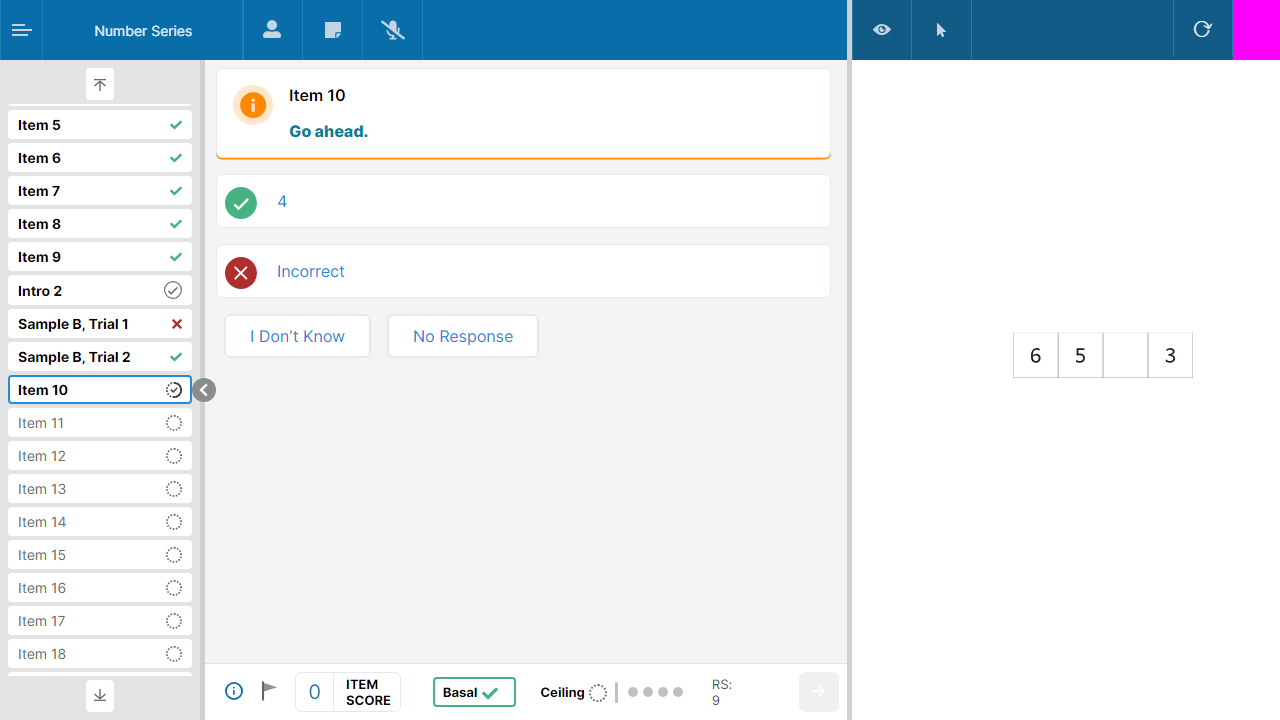 Number Series
Item 5
Item 6
Item 7
Item 8
Item 9
Intro 2
Sample B, Trial 1
Sample B, Trial 2
Item 10
Item 11
Item 12
Item 13
Item 14
Item 15
Item 16
Item 17
Item 18
Item 10
Go ahead.
4
Incorrect
I Don’t Know
No Response
0
ITEM
SCORE
Basal
Ceiling
RS:
9
6 5 3